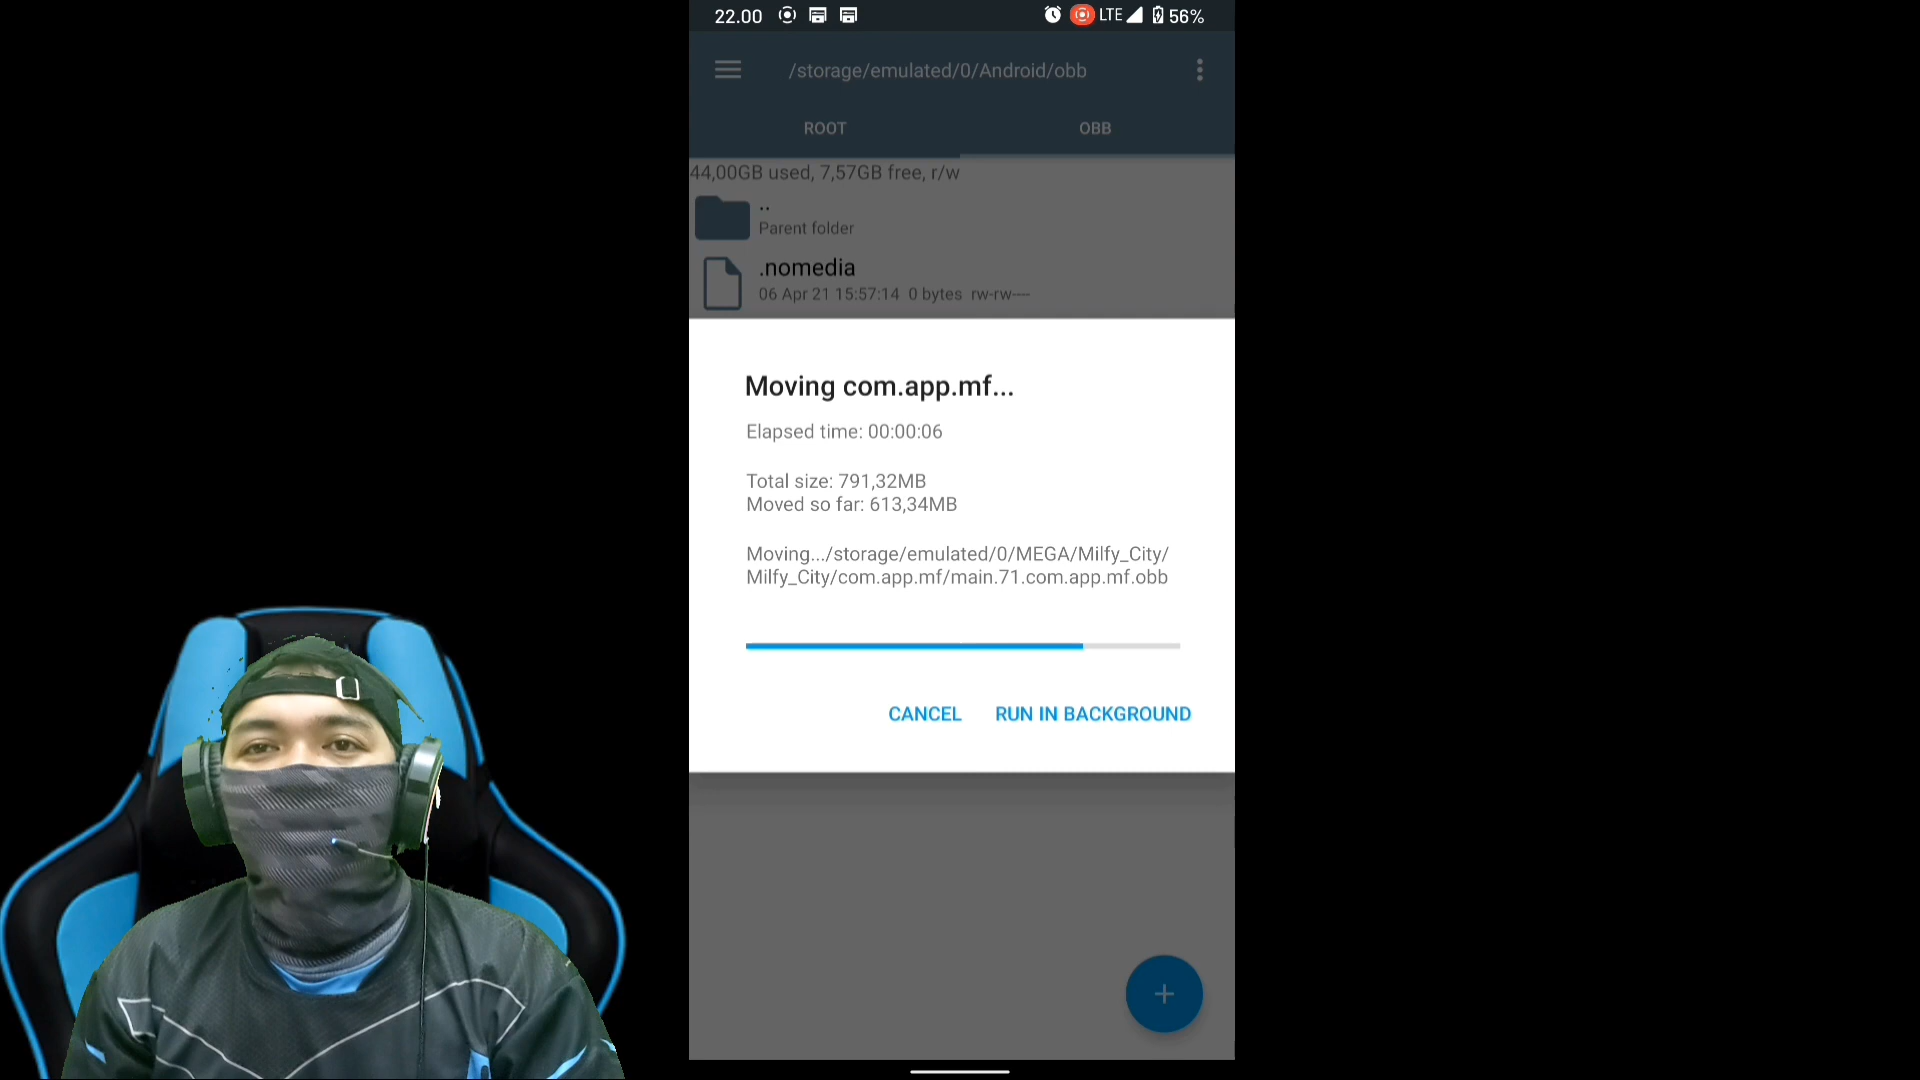 22.00
LTE
56%
/storage/emulated/0/Android/obb
ROOT
OBB
44,00GB used, 7,57GB free, r/w
..
Parent folder
.nomedia
06 Apr 21 15:57:14 0 bytes rw-rw----
Moving com.app.mf...
Elapsed time: 00:00:06
Total size: 791,32MB
Moved so far: 613,34MB
Moving.../storage/emulated/0/MEGA/Milfy_City/
Milfy_City/com.app.mf/main.71.com.app.mf.obb
CANCEL
RUN IN BACKGROUND